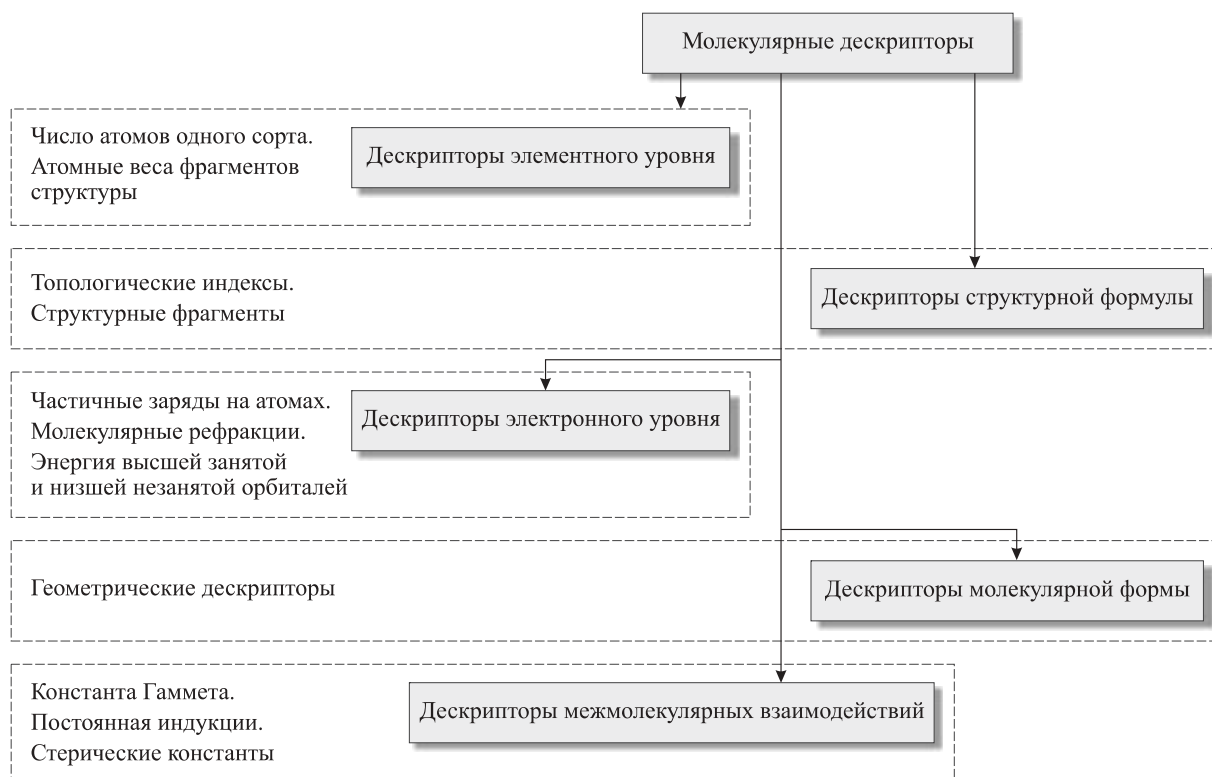 Молекулярные дескрипторы
Число атомов одного сорта.
Атомные веса фрагментов
структуры
Дескрипторы элементного уровня
Топологические индексы.
Структурные фрагменты
Дескрипторы структурной формулы
Частичные заряды на атомах.
Молекулярные рефракции.
Энергия высшей занятой
и низшей незанятой орбиталей
Дескрипторы электронного уровня
Геометрические дескрипторы
Дескрипторы молекулярной формы
Константа Гаммета.
Постоянная индукции.
Стерические константы
Дескрипторы межмолекулярных взаимодействий